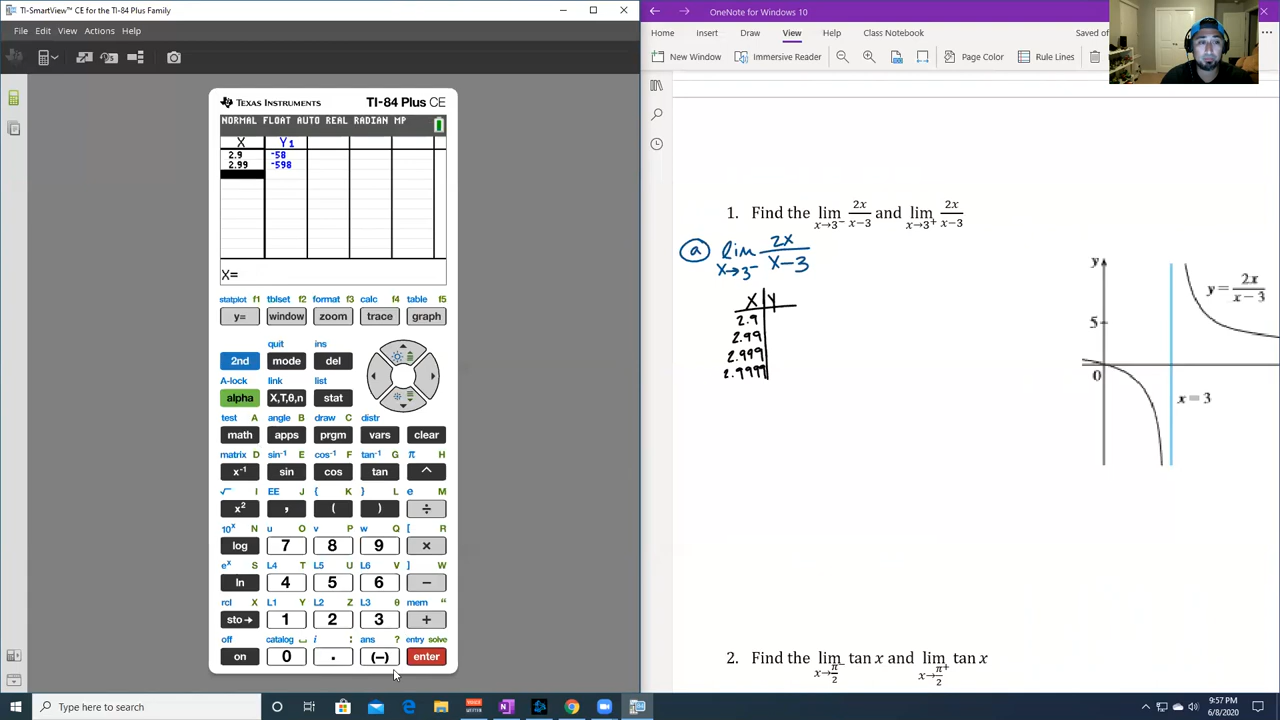 TI-SmartView™ CE for the TI-84 Plus Family
File Edit View Actions Help
TEXAS INSTRUMENTS TI-84 Plus CE
NORMAL FLOAT AUTO REAL RADIAN MP
X Y1
2.9 -58
2.99 -598
X=
statplot f1 tblset f2 format f3 calc f4 table f5
y= window zoom trace graph
quit ins
2nd mode del
A-lock link list
alpha X,T,θ,n stat
test A angle B draw C distr
math apps prgm vars clear
matrix D sin⁻¹ E cos⁻¹ F tan⁻¹ G π H
x⁻¹ sin cos tan ^
√ I EE J { K } L e M
x² , ( ) ÷
10ˣ N u O v P w Q [ R
log 7 8 9 ×
eˣ S L4 T L5 U L6 V ] W
ln 4 5 6 −
rcl X L1 Y L2 Z L3 θ mem "
sto→ 1 2 3 +
off catalog i : ans ? entry solve
on 0 . (−) enter
OneNote for Windows 10
Home Insert Draw View Help Class Notebook Saved of
New Window Immersive Reader Page Color Rule Lines
1. Find the lim x→3⁻ 2x/x−3 and lim x→3⁺ 2x/x−3
a lim x→3⁻ 2x/x−3
X Y
2.9
2.99
2.999
2.9999
y
y = 2x/x − 3
5
0
x = 3
2. Find the lim x→π/2⁻ tan x and lim x→π/2⁺ tan x
Type here to search
9:57 PM
6/8/2020